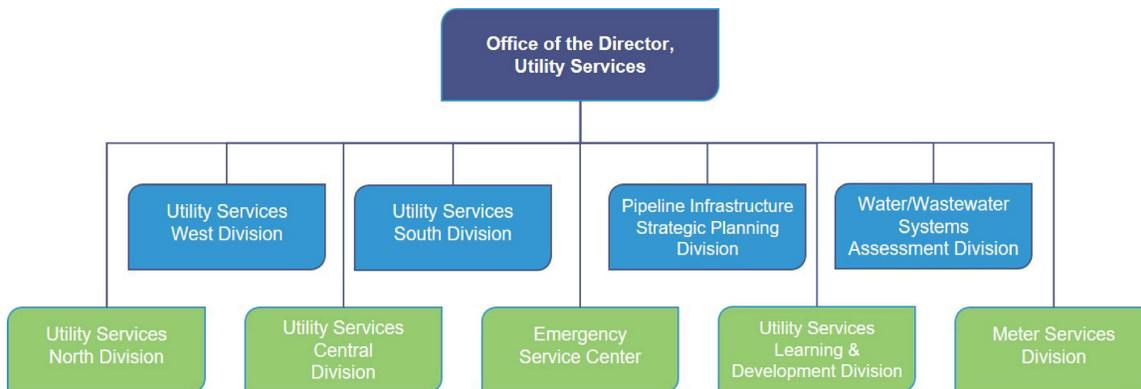 Office of the Director,
Utility Services
Utility Services
West Division
Utility Services
South Division
Pipeline Infrastructure
Strategic Planning
Division
Water/Wastewater
Systems
Assessment Division
Utility Services
North Division
Utility Services
Central
Division
Emergency
Service Center
Utility Services
Learning &
Development Division
Meter Services
Division